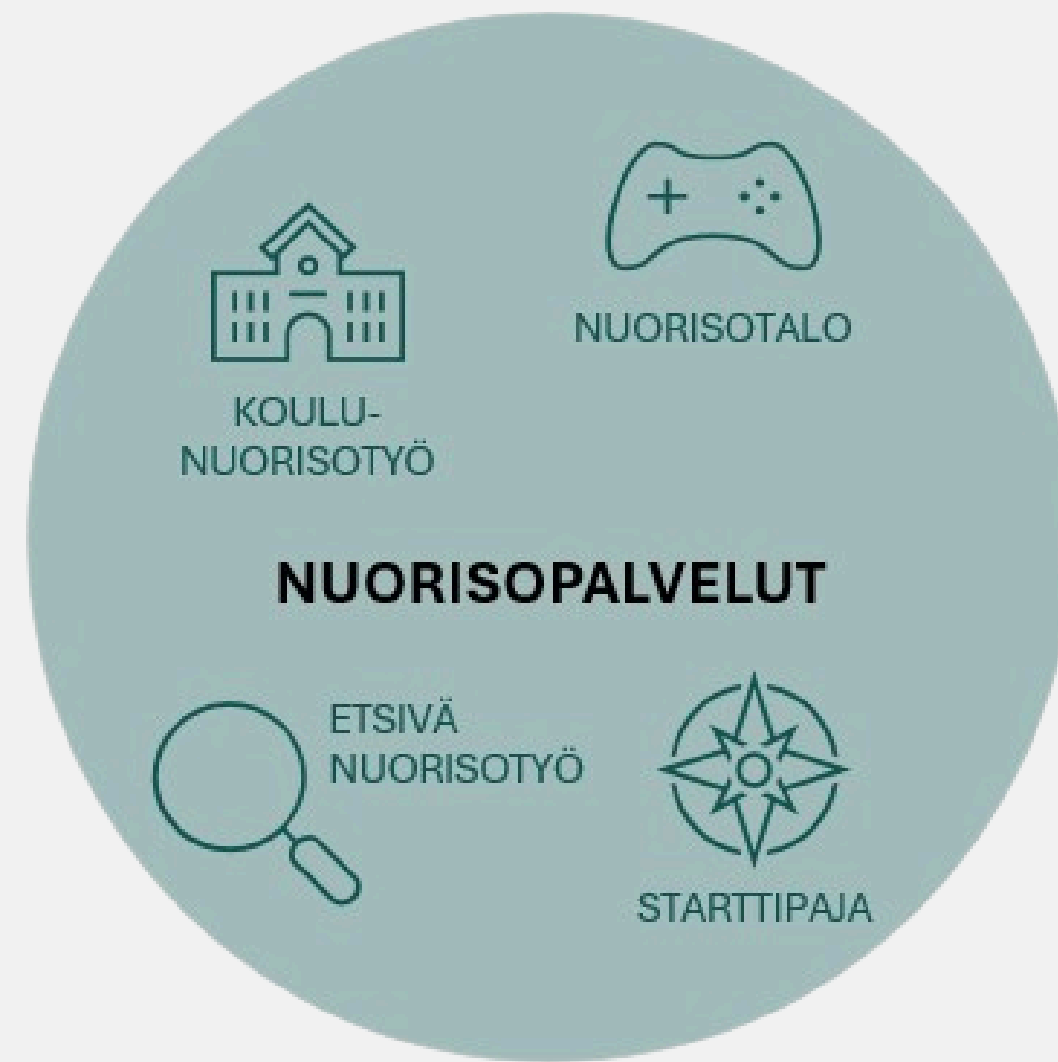 NUORISOTALO
KOULU-
NUORISOTYÖ
NUORISOPALVELUT
ETSIVÄ
NUORISOTYÖ
STARTTIPAJA